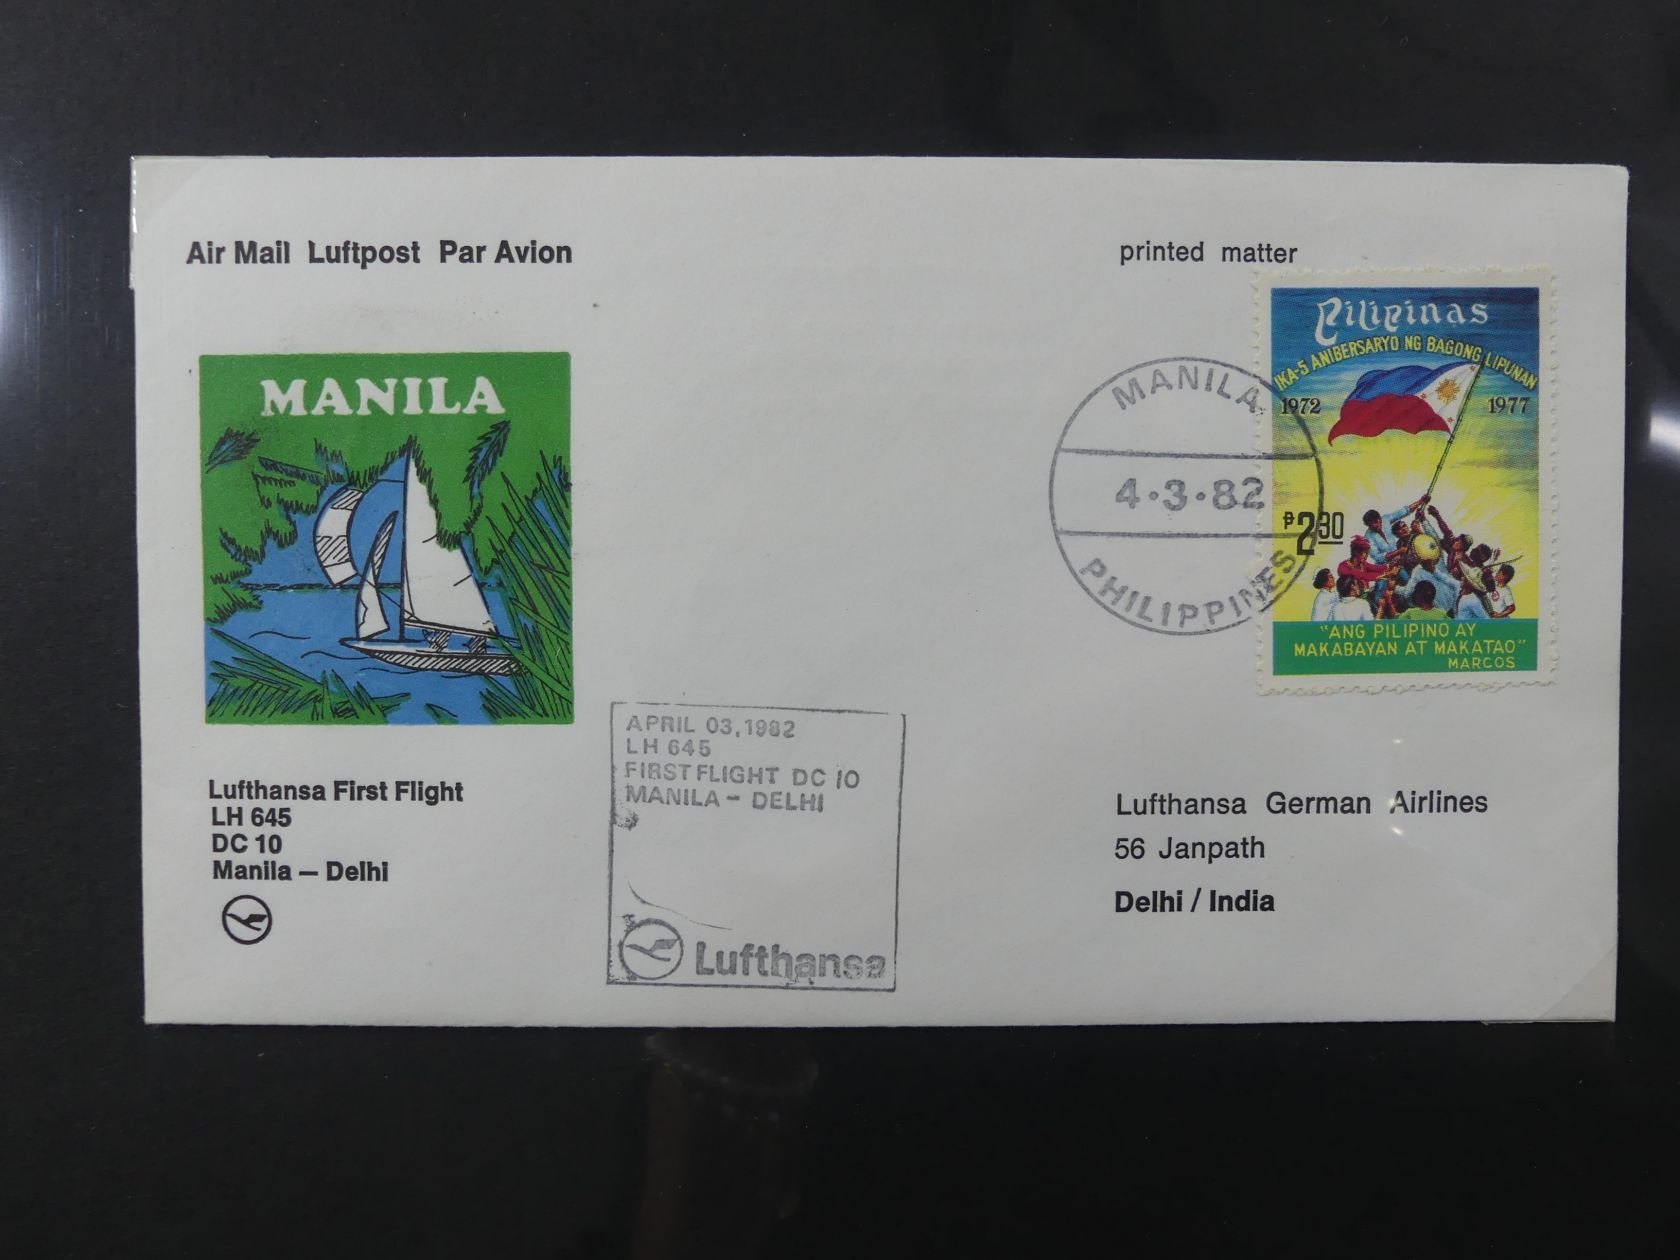 Air Mail Luftpost Par Avion
printed matter
MANILA
Pilipinas
IKA-5 ANIBERSARYO NG BAGONG LIPUNAN
1972 1977
₱2.30
"ANG PILIPINO AY
MAKABAYAN AT MAKATAO"
MARCOS
MANILA
4·3·82
PHILIPPINES
APRIL 03, 1982
LH 645
FIRST FLIGHT DC 10
MANILA - DELHI
Lufthansa
Lufthansa First Flight
LH 645
DC 10
Manila – Delhi
Lufthansa German Airlines
56 Janpath
Delhi / India